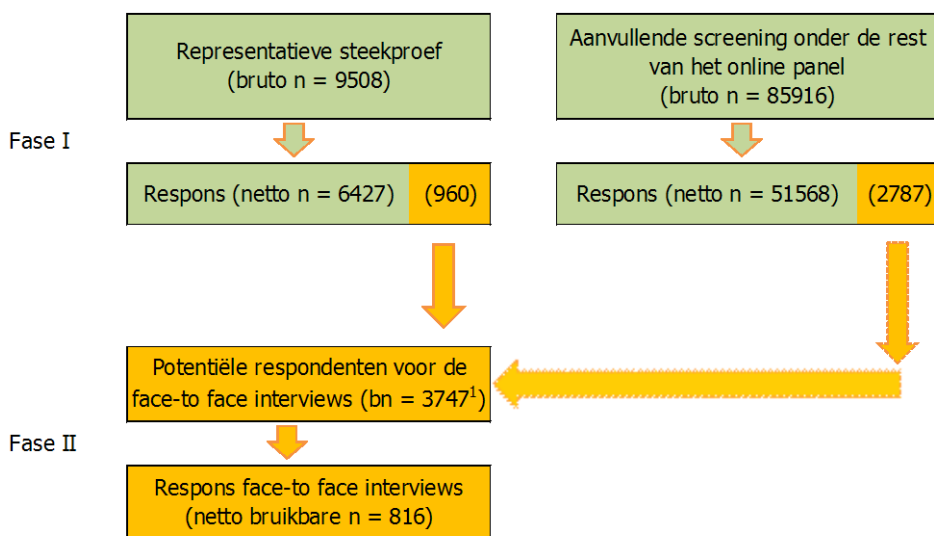 Representatieve steekproef
(bruto n = 9508)
Aanvullende screening onder de rest
van het online panel
(bruto n = 85916)
Fase I
Respons (netto n = 6427) (960)
Respons (netto n = 51568) (2787)
Potentiële respondenten voor de
face-to face interviews (bn = 3747¹)
Fase II
Respons face-to face interviews
(netto bruikbare n = 816)